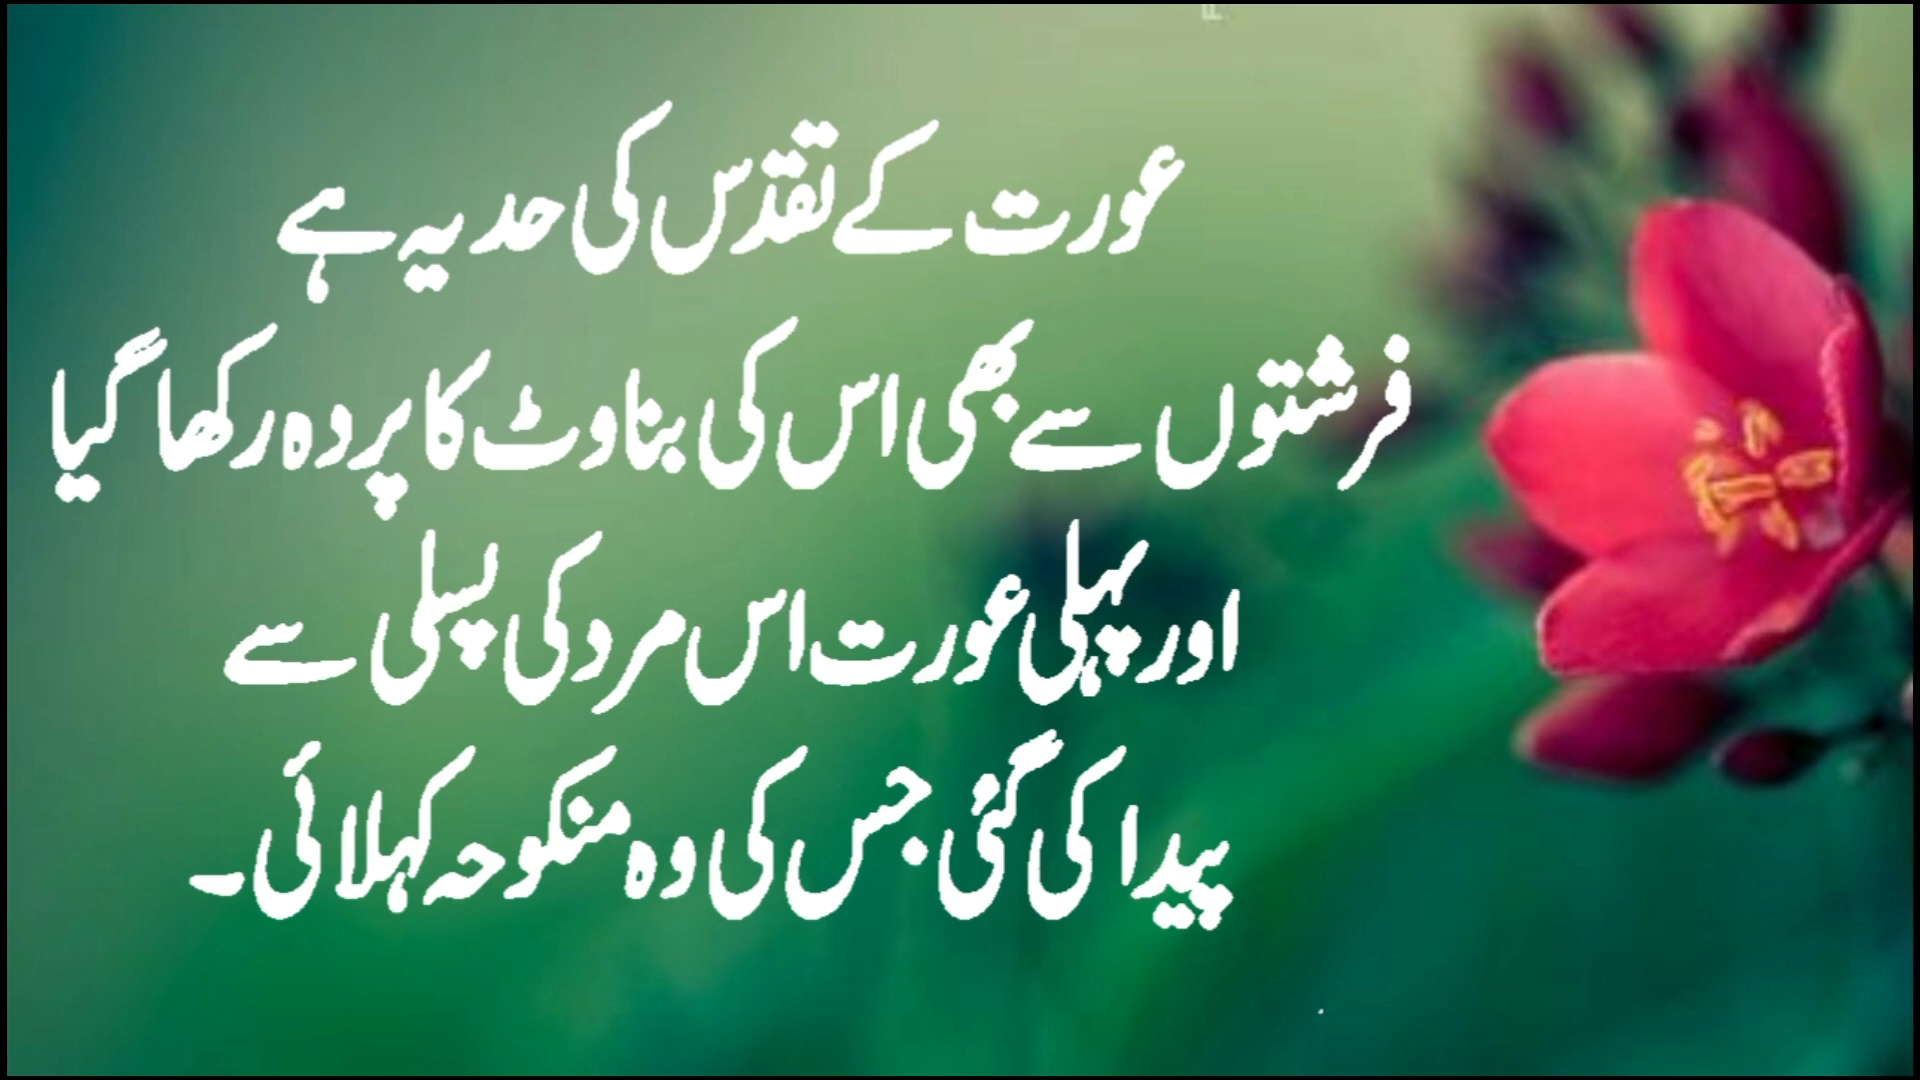 عورت کے تقدّس کی حد یہ ہے
فرشتوں سے بھی اس کی بناوٹ کا پردہ رکھا گیا
اور پہلی عورت اس مرد کی پسلی سے
پیدا کی گئی جس کی وہ منکوحہ کہلائی۔